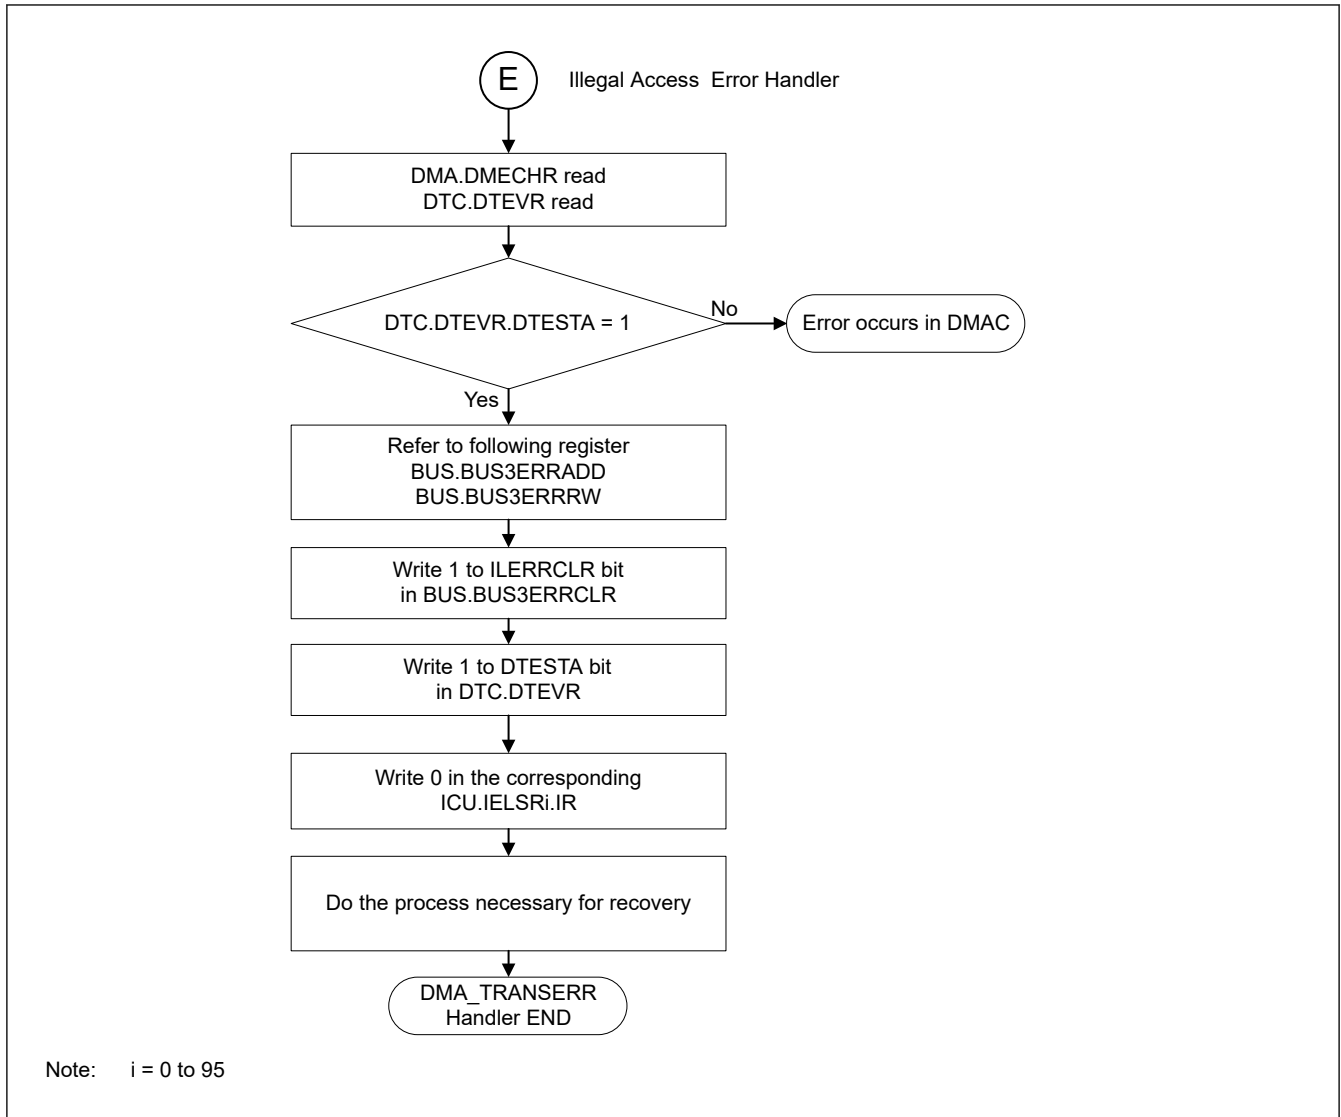 E
Illegal Access Error Handler
DMA.DMECHR read
DTC.DTEVR read
DTC.DTEVR.DTESTA = 1
No
Error occurs in DMAC
Yes
Refer to following register
BUS.BUS3ERRADD
BUS.BUS3ERRRW
Write 1 to ILERRCLR bit
in BUS.BUS3ERRCLR
Write 1 to DTESTA bit
in DTC.DTEVR
Write 0 in the corresponding
ICU.IELSRi.IR
Do the process necessary for recovery
DMA_TRANSERR
Handler END
Note: i = 0 to 95